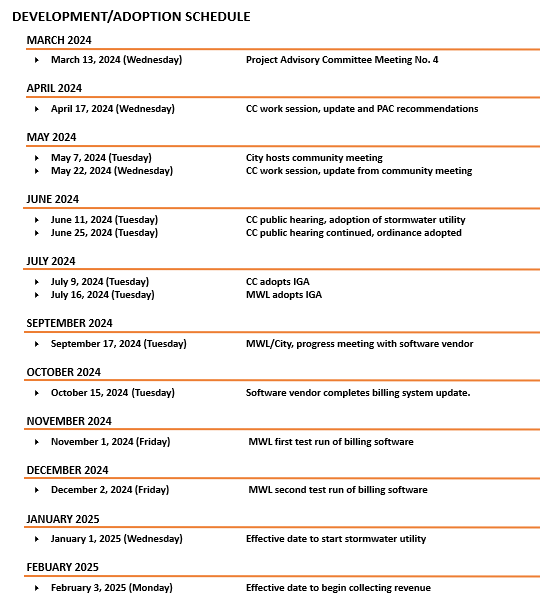 DEVELOPMENT/ADOPTION SCHEDULE
MARCH 2024
March 13, 2024 (Wednesday) Project Advisory Committee Meeting No. 4
APRIL 2024
April 17, 2024 (Wednesday) CC work session, update and PAC recommendations
MAY 2024
May 7, 2024 (Tuesday) City hosts community meeting
May 22, 2024 (Wednesday) CC work session, update from community meeting
JUNE 2024
June 11, 2024 (Tuesday) CC public hearing, adoption of stormwater utility
June 25, 2024 (Tuesday) CC public hearing continued, ordinance adopted
JULY 2024
July 9, 2024 (Tuesday) CC adopts IGA
July 16, 2024 (Tuesday) MWL adopts IGA
SEPTEMBER 2024
September 17, 2024 (Tuesday) MWL/City, progress meeting with software vendor
OCTOBER 2024
October 15, 2024 (Tuesday) Software vendor completes billing system update.
NOVEMBER 2024
November 1, 2024 (Friday) MWL first test run of billing software
DECEMBER 2024
December 2, 2024 (Friday) MWL second test run of billing software
JANUARY 2025
January 1, 2025 (Wednesday) Effective date to start stormwater utility
FEBUARY 2025
February 3, 2025 (Monday) Effective date to begin collecting revenue